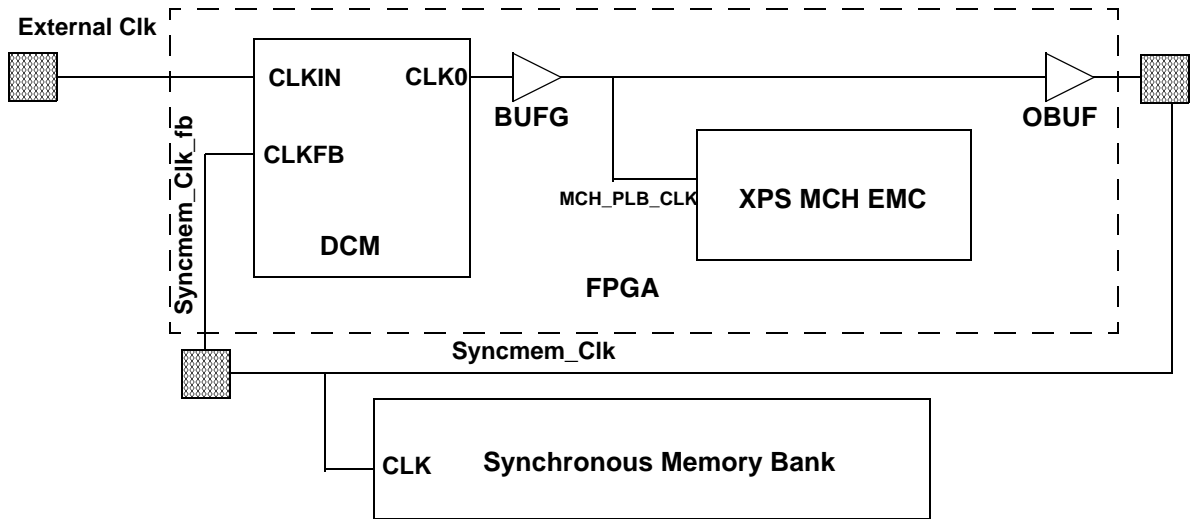 External Clk
CLKIN
CLK0
BUFG
OBUF
Syncmem_Clk_fb
CLKFB
MCH_PLB_CLK
XPS MCH EMC
DCM
FPGA
Syncmem_Clk
CLK
Synchronous Memory Bank